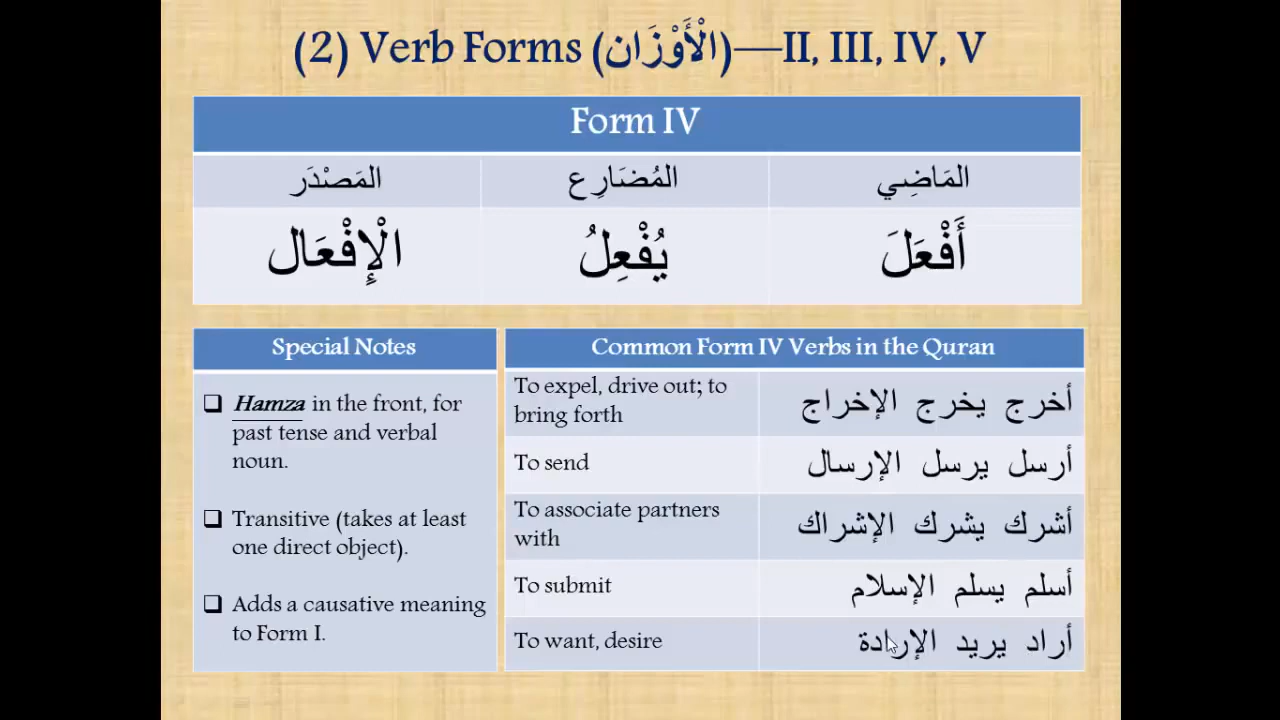 (2) Verb Forms (الْأَوْزَان)—II, III, IV, V
Form IV
المَاضِي
المُضَارِع
المَصْدَر
أَفْعَلَ
يُفْعِلُ
الْإِفْعَال
Special Notes
Hamza in the front, for
past tense and verbal
noun.
Transitive (takes at least
one direct object).
Adds a causative meaning
to Form I.
Common Form IV Verbs in the Quran
To expel, drive out; to
bring forth
أخرج يخرج الإخراج
To send
أرسل يرسل الإرسال
To associate partners
with
أشرك يشرك الإشراك
To submit
أسلم يسلم الإسلام
To want, desire
أراد يريد الإرادة